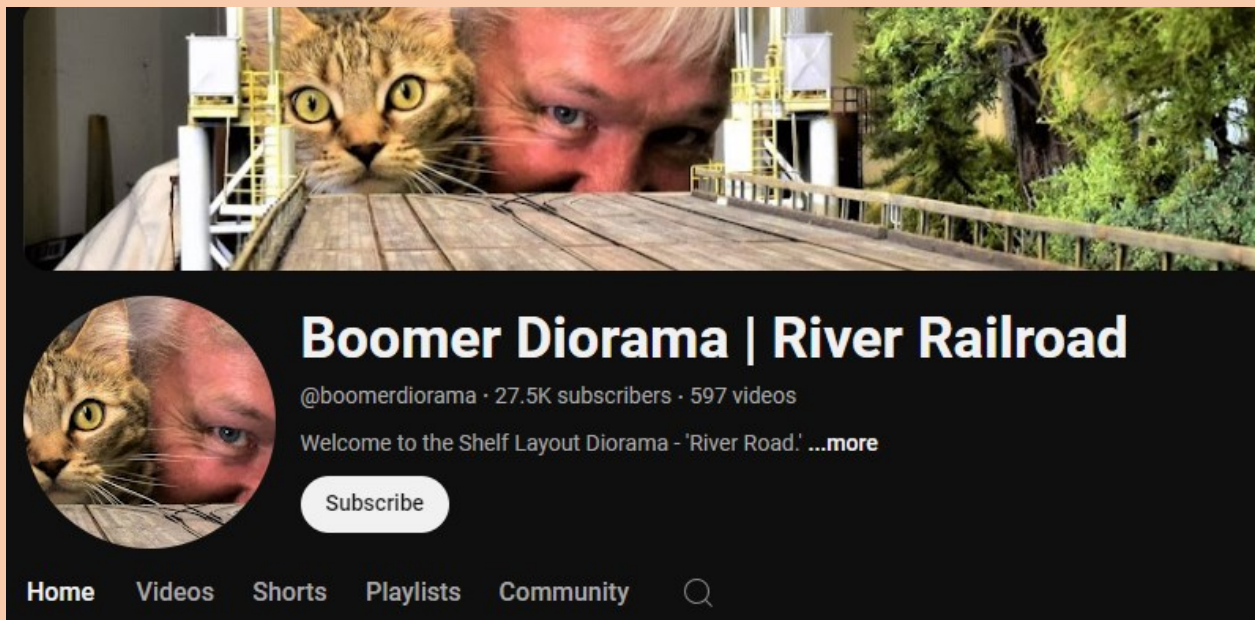 Boomer Diorama | River Railroad
@boomerdiorama · 27.5K subscribers · 597 videos
Welcome to the Shelf Layout Diorama - 'River Road.' ...more
Subscribe
Home Videos Shorts Playlists Community